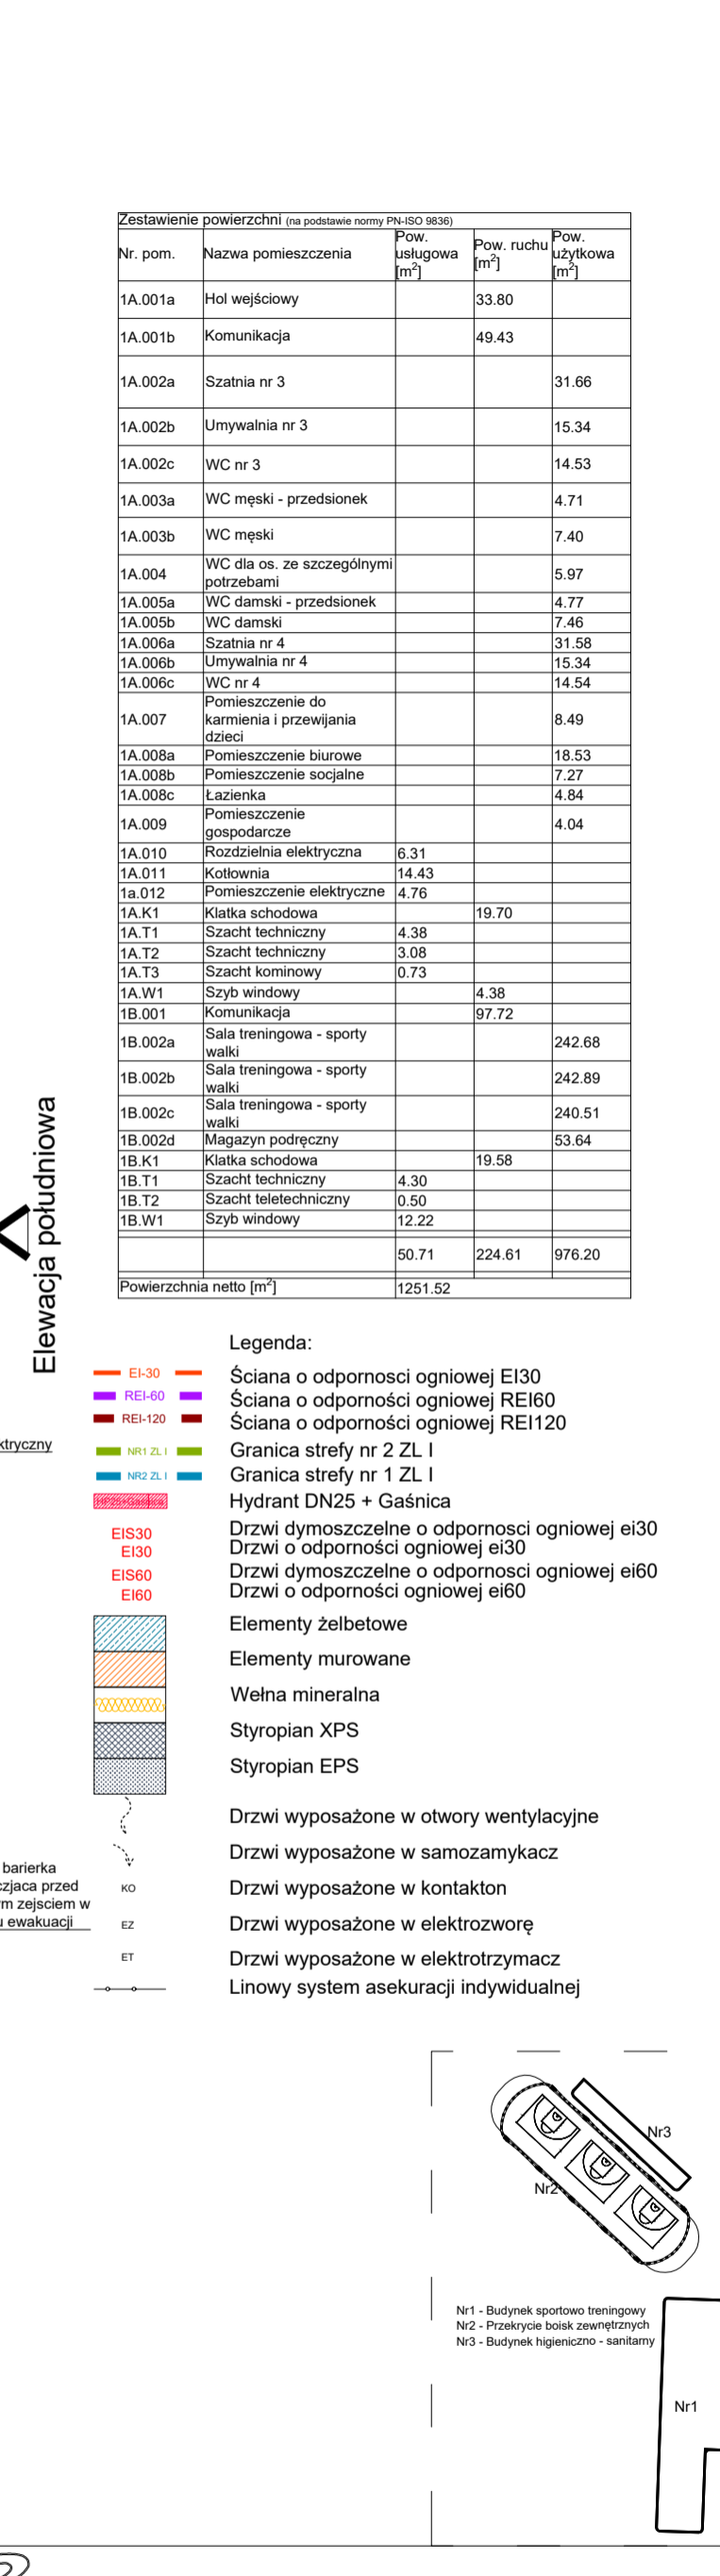 Zestawienie powierzchni (na podstawie normy PN-ISO 9836)
Nr. pom. Nazwa pomieszczenia Pow. usługowa [m²] Pow. ruchu [m²] Pow. użytkowa [m²]
1A.001a Hol wejściowy 33.80
1A.001b Komunikacja 49.43
1A.002a Szatnia nr 3 31.66
1A.002b Umywalnia nr 3 15.34
1A.002c WC nr 3 14.53
1A.003a WC męski - przedsionek 4.71
1A.003b WC męski 7.40
1A.004 WC dla os. ze szczególnymi potrzebami 5.97
1A.005a WC damski - przedsionek 4.77
1A.005b WC damski 7.46
1A.006a Szatnia nr 4 31.58
1A.006b Umywalnia nr 4 15.34
1A.006c WC nr 4 14.54
1A.007 Pomieszczenie do karmienia i przewijania dzieci 8.49
1A.008a Pomieszczenie biurowe 18.53
1A.008b Pomieszczenie socjalne 7.27
1A.008c Łazienka 4.84
1A.009 Pomieszczenie gospodarcze 4.04
1A.010 Rozdzielnia elektryczna 6.31
1A.011 Kotłownia 14.43
1a.012 Pomieszczenie elektryczne 4.76
1A.K1 Klatka schodowa 19.70
1A.T1 Szacht techniczny 4.38
1A.T2 Szacht techniczny 3.08
1A.T3 Szacht kominowy 0.73
1A.W1 Szyb windowy 4.38
1B.001 Komunikacja 97.72
1B.002a Sala treningowa - sporty walki 242.68
1B.002b Sala treningowa - sporty walki 242.89
1B.002c Sala treningowa - sporty walki 240.51
1B.002d Magazyn podręczny 53.64
1B.K1 Klatka schodowa 19.58
1B.T1 Szacht techniczny 4.30
1B.T2 Szacht teletechniczny 0.50
1B.W1 Szyb windowy 12.22
50.71 224.61 976.20
Powierzchnia netto [m²] 1251.52
Elewacja południowa
Legenda:
EI-30 Ściana o odpornosci ogniowej EI30
REI-60 Ściana o odporności ogniowej REI60
REI-120 Ściana o odporności ogniowej REI120
ktryczny
NR1 ZL I Granica strefy nr 2 ZL I
NR2 ZL I Granica strefy nr 1 ZL I
HP25+Gaśnica Hydrant DN25 + Gaśnica
EIS30 Drzwi dymoszczelne o odpornosci ogniowej ei30
EI30 Drzwi o odporności ogniowej ei30
EIS60 Drzwi dymoszczelne o odporności ogniowej ei60
EI60 Drzwi o odporności ogniowej ei60
Elementy żelbetowe
Elementy murowane
Wełna mineralna
Styropian XPS
Styropian EPS
Drzwi wyposażone w otwory wentylacyjne
Drzwi wyposażone w samozamykacz
barierka
czjaca przed
ym zejsciem w
u ewakuacji
KO Drzwi wyposażone w kontakton
EZ Drzwi wyposażone w elektrozworę
ET Drzwi wyposażone w elektrotrzymacz
Linowy system asekuracji indywidualnej
Nr3
Nr2
Nr1 - Budynek sportowo treningowy
Nr2 - Przekrycie boisk zewnętrznych
Nr3 - Budynek higieniczno - sanitarny
Nr1